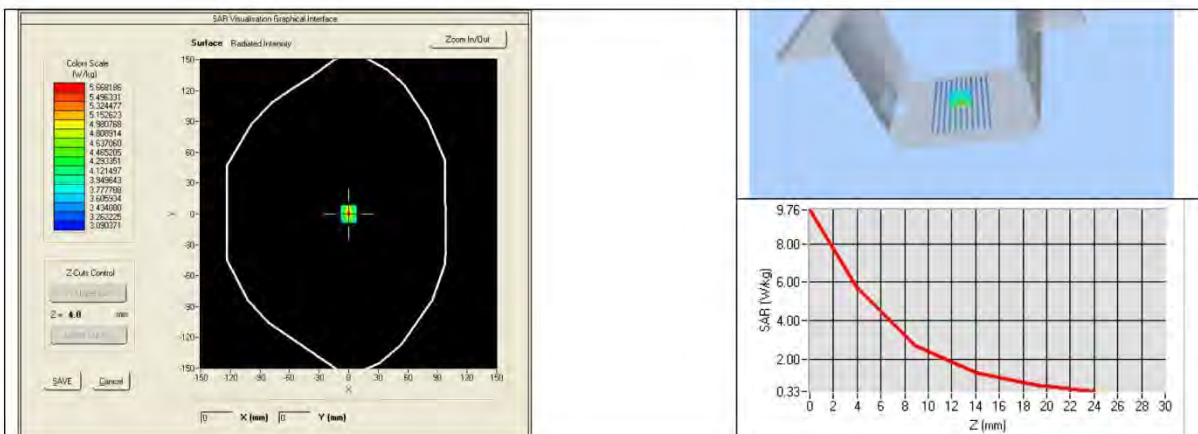 SAR Visualisation Graphical Interface
Surface Radiated Intensity
Zoom In/Out
Colors Scale
(W/kg)
5.668186
5.496331
5.324477
5.152623
4.980768
4.808914
4.637060
4.465205
4.293351
4.121497
3.949643
3.777788
3.605934
3.434080
3.262225
3.090371
150
120
90
60
30
0
-30
-60
-90
-120
-150
Y
-150 -120 -90 -60 -30 0 30 60 90 120 150
X
Z-Cuts Control
Z = 4.0 mm
SAVE Cancel
0 X (mm) 0 Y (mm)
9.76
8.00
6.00
4.00
2.00
0.33
SAR (W/kg)
0 2 4 6 8 10 12 14 16 18 20 22 24 26 28 30
Z (mm)